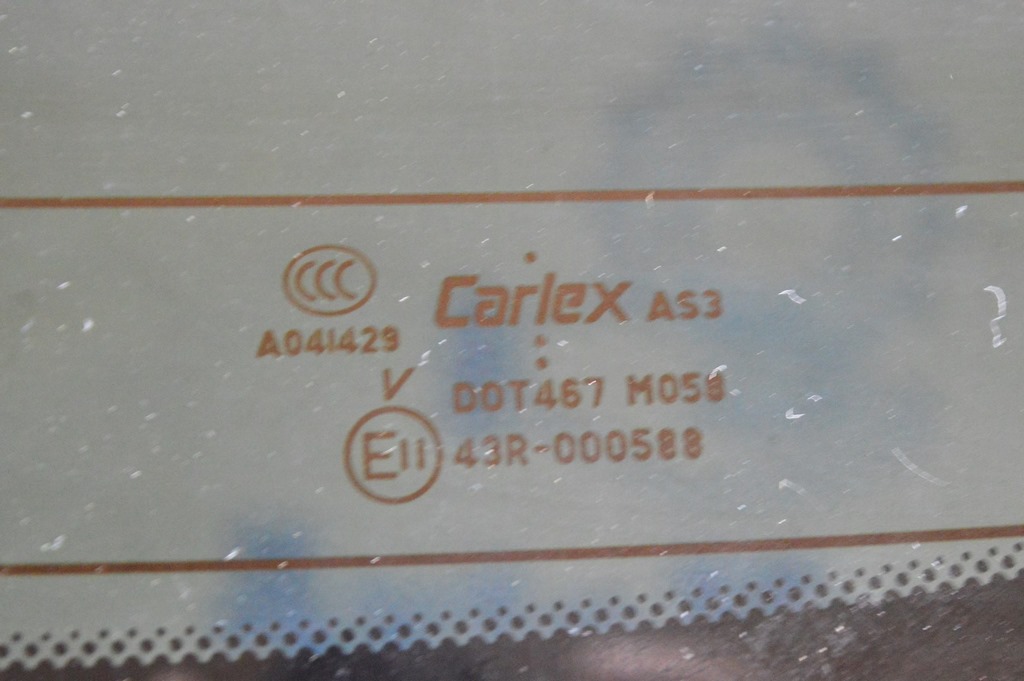 CCC
Carlex AS3
A041429
V
DOT467 M058
E11 43R-000588